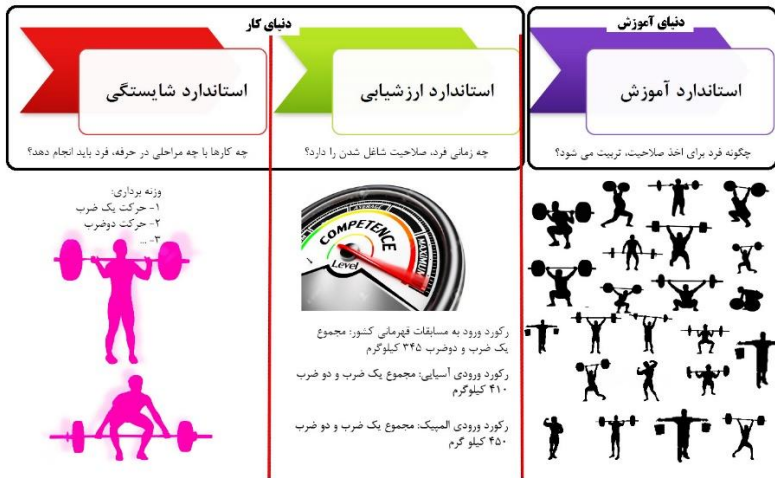 دنیای آموزش
استاندارد آموزش
چگونه فرد برای اخذ صلاحیت، تربیت می شود؟
دنیای کار
استاندارد ارزشیابی
چه زمانی فرد، صلاحیت شاغل شدن را دارد؟
استاندارد شایستگی
چه کارها با چه مراحلی در حرفه، فرد باید انجام دهد؟
AVERAGE
MAXIMUM
COMPETENCE
Level
رکورد ورود به مسابقات قهرمانی کشور: مجموع
یک ضرب و دوضرب ۳۴۵ کیلوگرم
رکورد ورودی آسیایی: مجموع یک ضرب و دو ضرب
۴۱۰ کیلوگرم
رکورد ورودی المپیک: مجموع یک ضرب و دو ضرب
۴۵۰ کیلو گرم
وزنه برداری:
۱- حرکت یک ضرب
۲- حرکت دوضرب
۳- ...